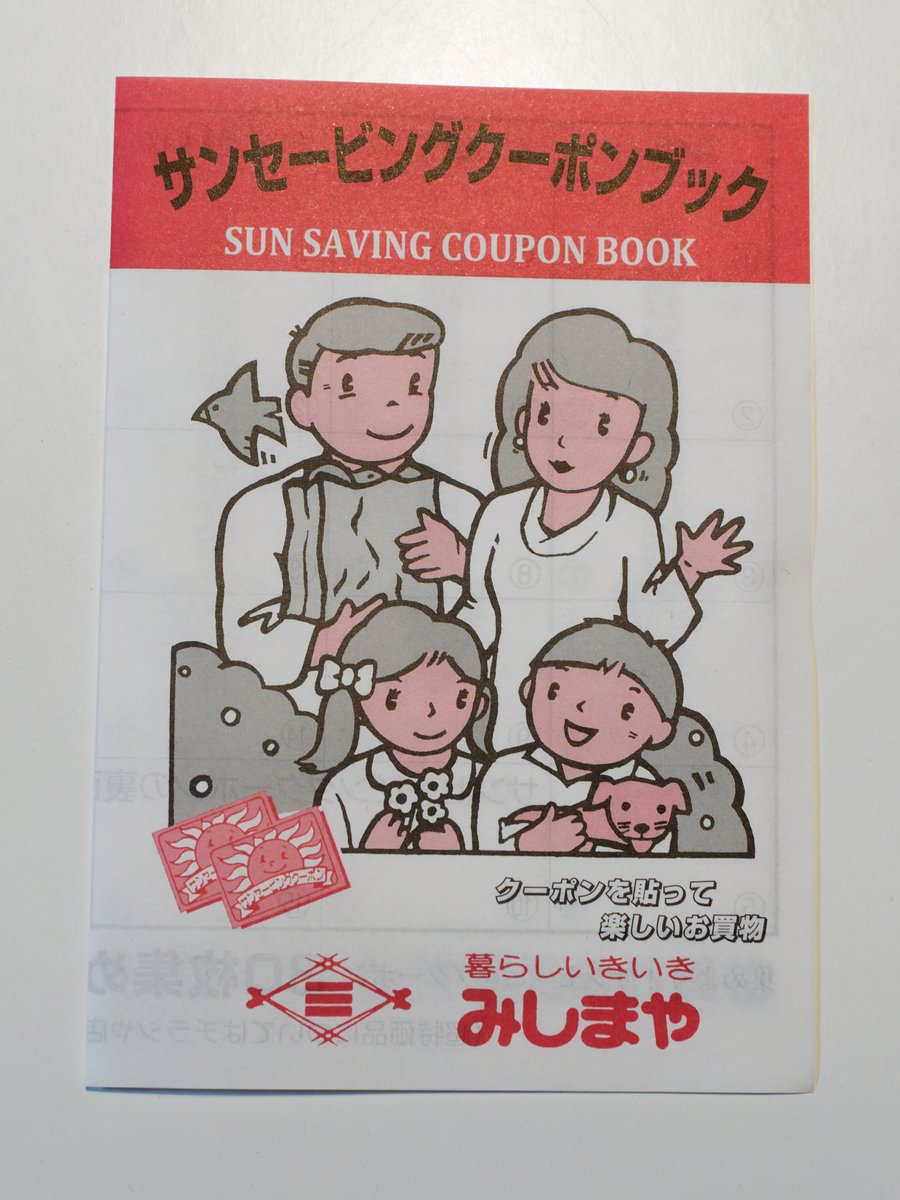 サンセービングクーポンブック
SUN SAVING COUPON BOOK
クーポンを貼って
楽しいお買物
暮らしいきいき
みしまや